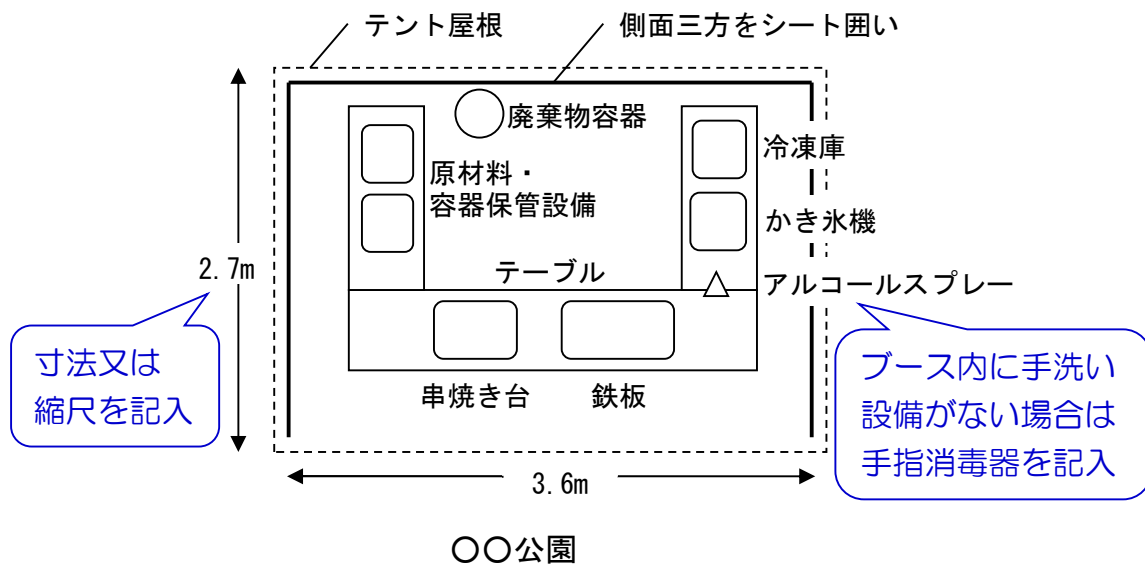 テント屋根
側面三方をシート囲い
廃棄物容器
冷凍庫
原材料・
容器保管設備
かき氷機
テーブル
2.7m
アルコールスプレー
寸法又は
縮尺を記入
ブース内に手洗い
設備がない場合は
手指消毒器を記入
串焼き台
鉄板
3.6m
〇〇公園